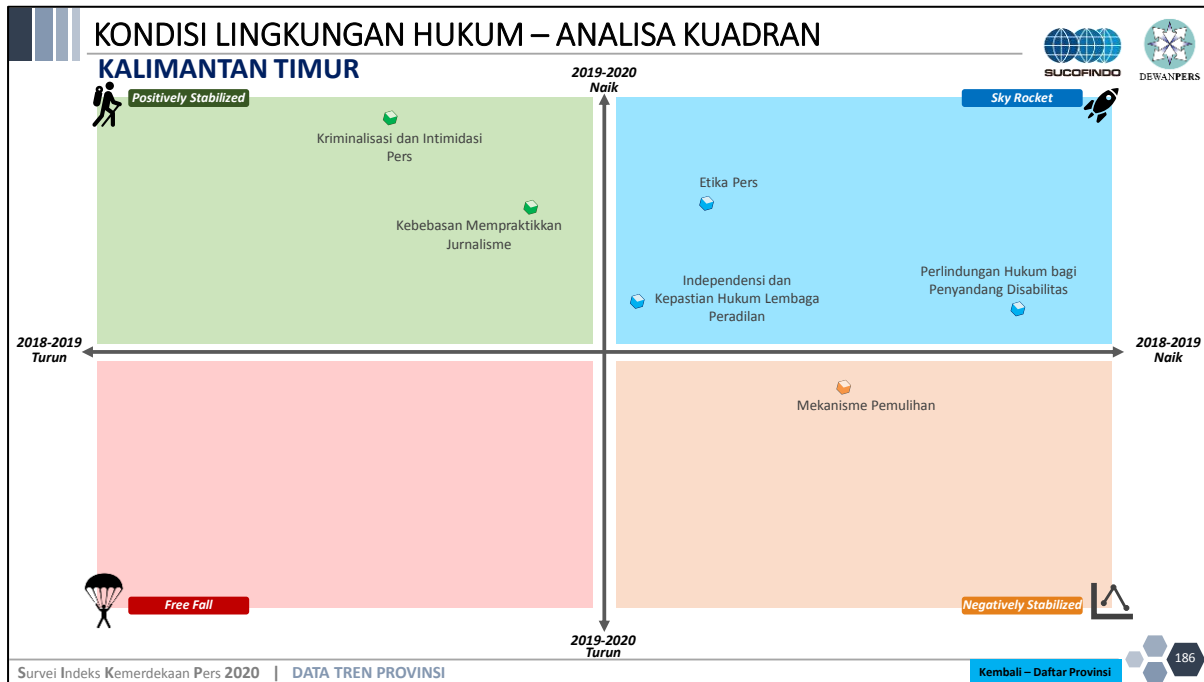 KONDISI LINGKUNGAN HUKUM – ANALISA KUADRAN
KALIMANTAN TIMUR
SUCOFINDO
DEWANPERS
2019-2020
Naik
Positively Stabilized
Sky Rocket
Kriminalisasi dan Intimidasi
Pers
Etika Pers
Kebebasan Mempraktikkan
Jurnalisme
Independensi dan
Kepastian Hukum Lembaga
Peradilan
Perlindungan Hukum bagi
Penyandang Disabilitas
2018-2019
Turun
2018-2019
Naik
Mekanisme Pemulihan
Free Fall
Negatively Stabilized
2019-2020
Turun
Survei Indeks Kemerdekaan Pers 2020 | DATA TREN PROVINSI
Kembali – Daftar Provinsi
186